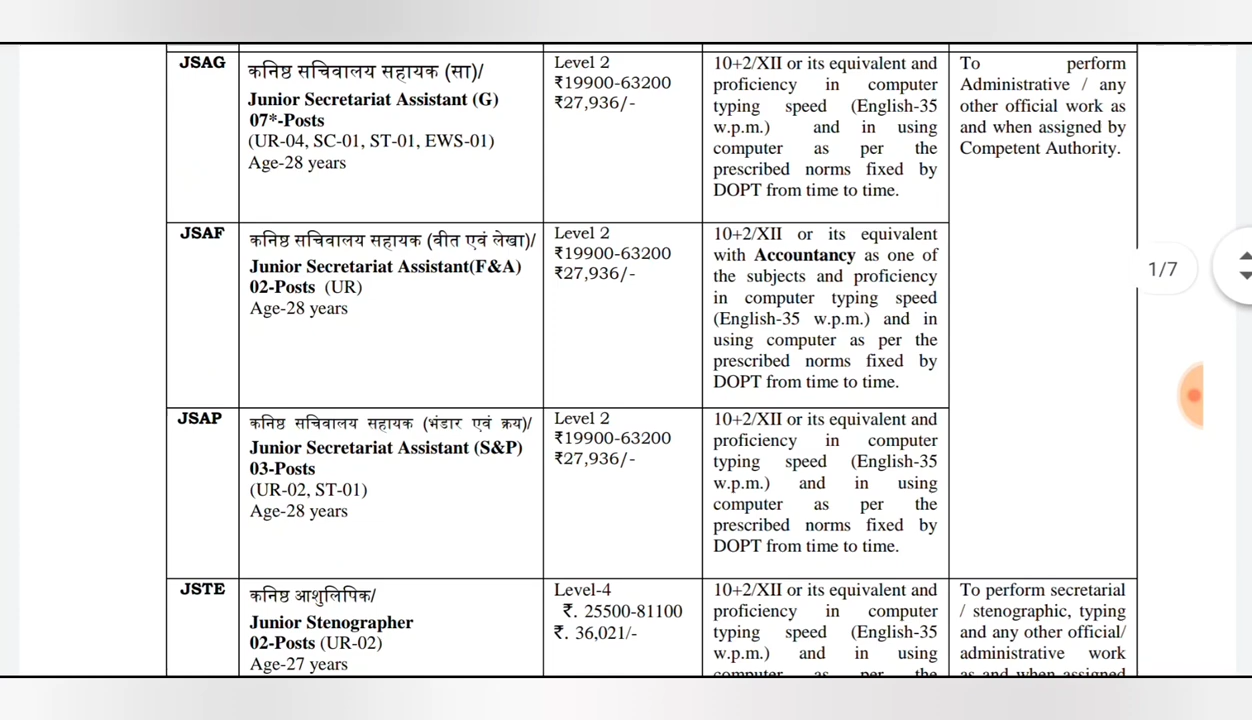 JSAG
कनिष्ठ सचिवालय सहायक (सा)/
Junior Secretariat Assistant (G)
07*-Posts
(UR-04, SC-01, ST-01, EWS-01)
Age-28 years
Level 2
₹19900-63200
₹27,936/-
10+2/XII or its equivalent and
proficiency in computer
typing speed (English-35
w.p.m.) and in using
computer as per the
prescribed norms fixed by
DOPT from time to time.
To perform
Administrative / any
other official work as
and when assigned by
Competent Authority.
JSAF
कनिष्ठ सचिवालय सहायक (वीत एवं लेखा)/
Junior Secretariat Assistant(F&A)
02-Posts (UR)
Age-28 years
Level 2
₹19900-63200
₹27,936/-
10+2/XII or its equivalent
with Accountancy as one of
the subjects and proficiency
in computer typing speed
(English-35 w.p.m.) and in
using computer as per the
prescribed norms fixed by
DOPT from time to time.
1/7
JSAP
कनिष्ठ सचिवालय सहायक (भंडार एवं क्रय)/
Junior Secretariat Assistant (S&P)
03-Posts
(UR-02, ST-01)
Age-28 years
Level 2
₹19900-63200
₹27,936/-
10+2/XII or its equivalent and
proficiency in computer
typing speed (English-35
w.p.m.) and in using
computer as per the
prescribed norms fixed by
DOPT from time to time.
JSTE
कनिष्ठ आशुलिपिक/
Junior Stenographer
02-Posts (UR-02)
Age-27 years
Level-4
₹. 25500-81100
₹. 36,021/-
10+2/XII or its equivalent and
proficiency in computer
typing speed (English-35
w.p.m.) and in using
computer as per the
To perform secretarial
/ stenographic, typing
and any other official/
administrative work
as and when assigned